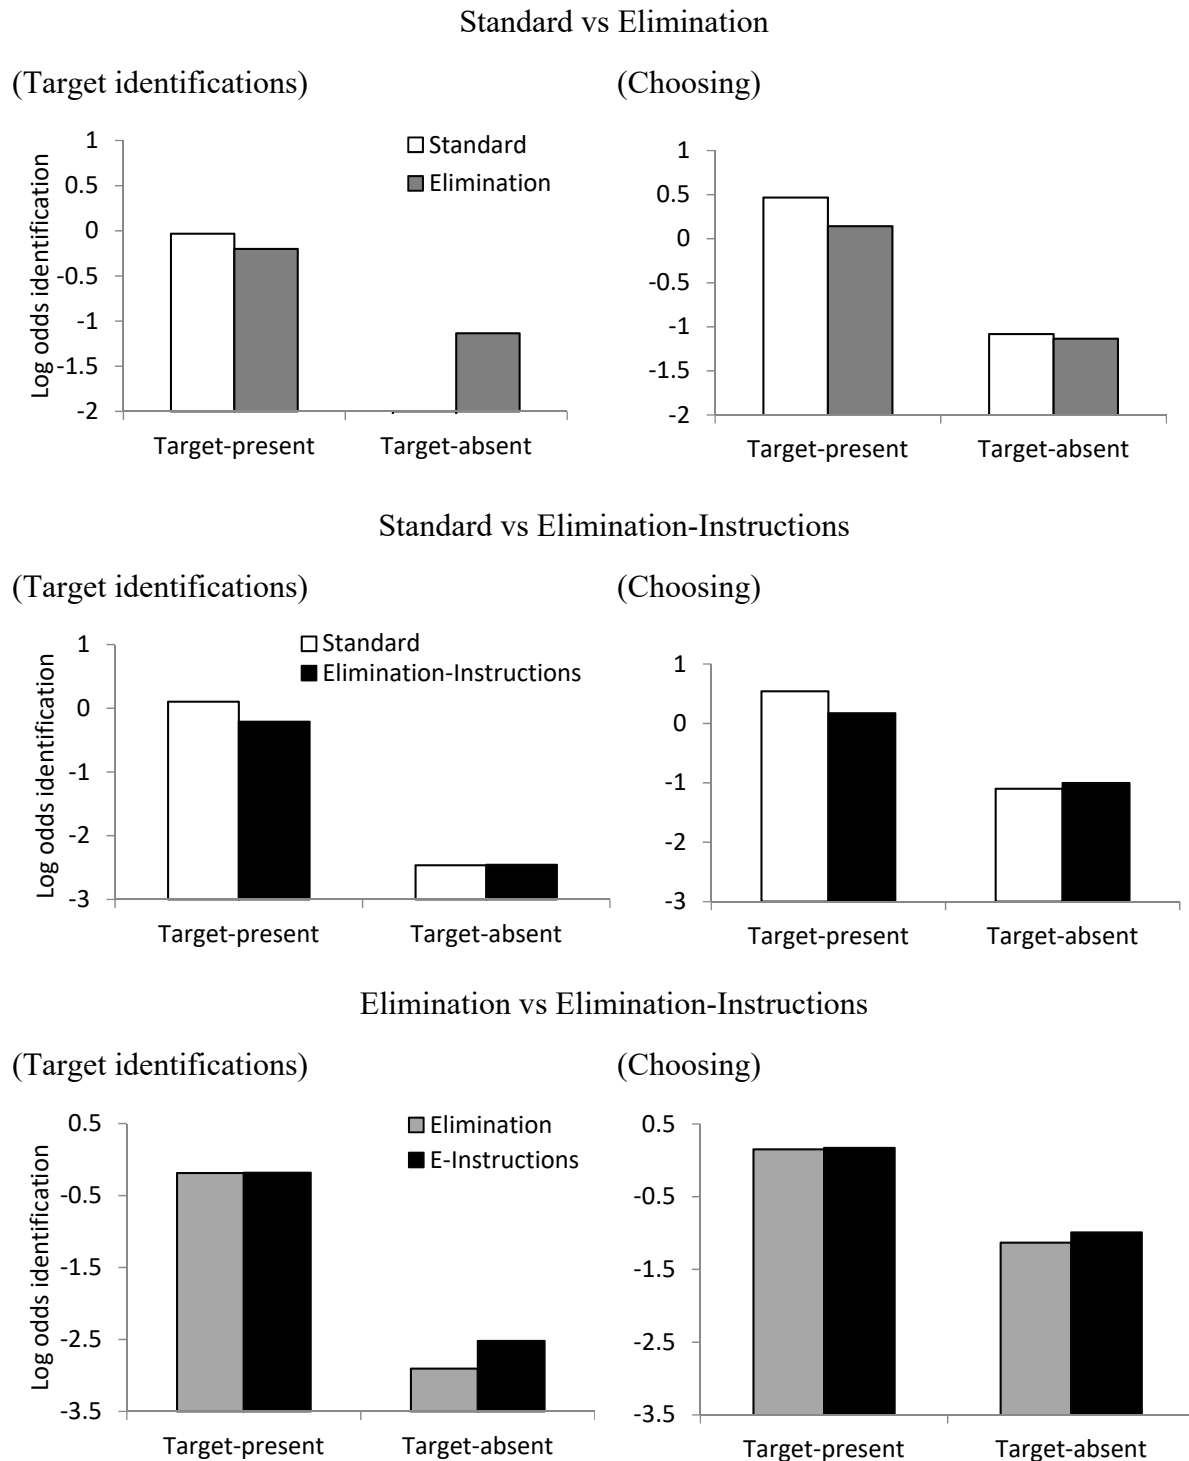 Standard vs Elimination
(Target identifications)
(Choosing)
Log odds identification
1
0.5
0
-0.5
-1
-1.5
-2
Standard
Elimination
Target-present
Target-absent
1
0.5
0
-0.5
-1
-1.5
-2
Target-present
Target-absent
Standard vs Elimination-Instructions
(Target identifications)
(Choosing)
Log odds identification
1
0
-1
-2
-3
Standard
Elimination-Instructions
Target-present
Target-absent
1
0
-1
-2
-3
Target-present
Target-absent
Elimination vs Elimination-Instructions
(Target identifications)
(Choosing)
Log odds identification
0.5
-0.5
-1.5
-2.5
-3.5
Elimination
E-Instructions
Target-present
Target-absent
0.5
-0.5
-1.5
-2.5
-3.5
Target-present
Target-absent